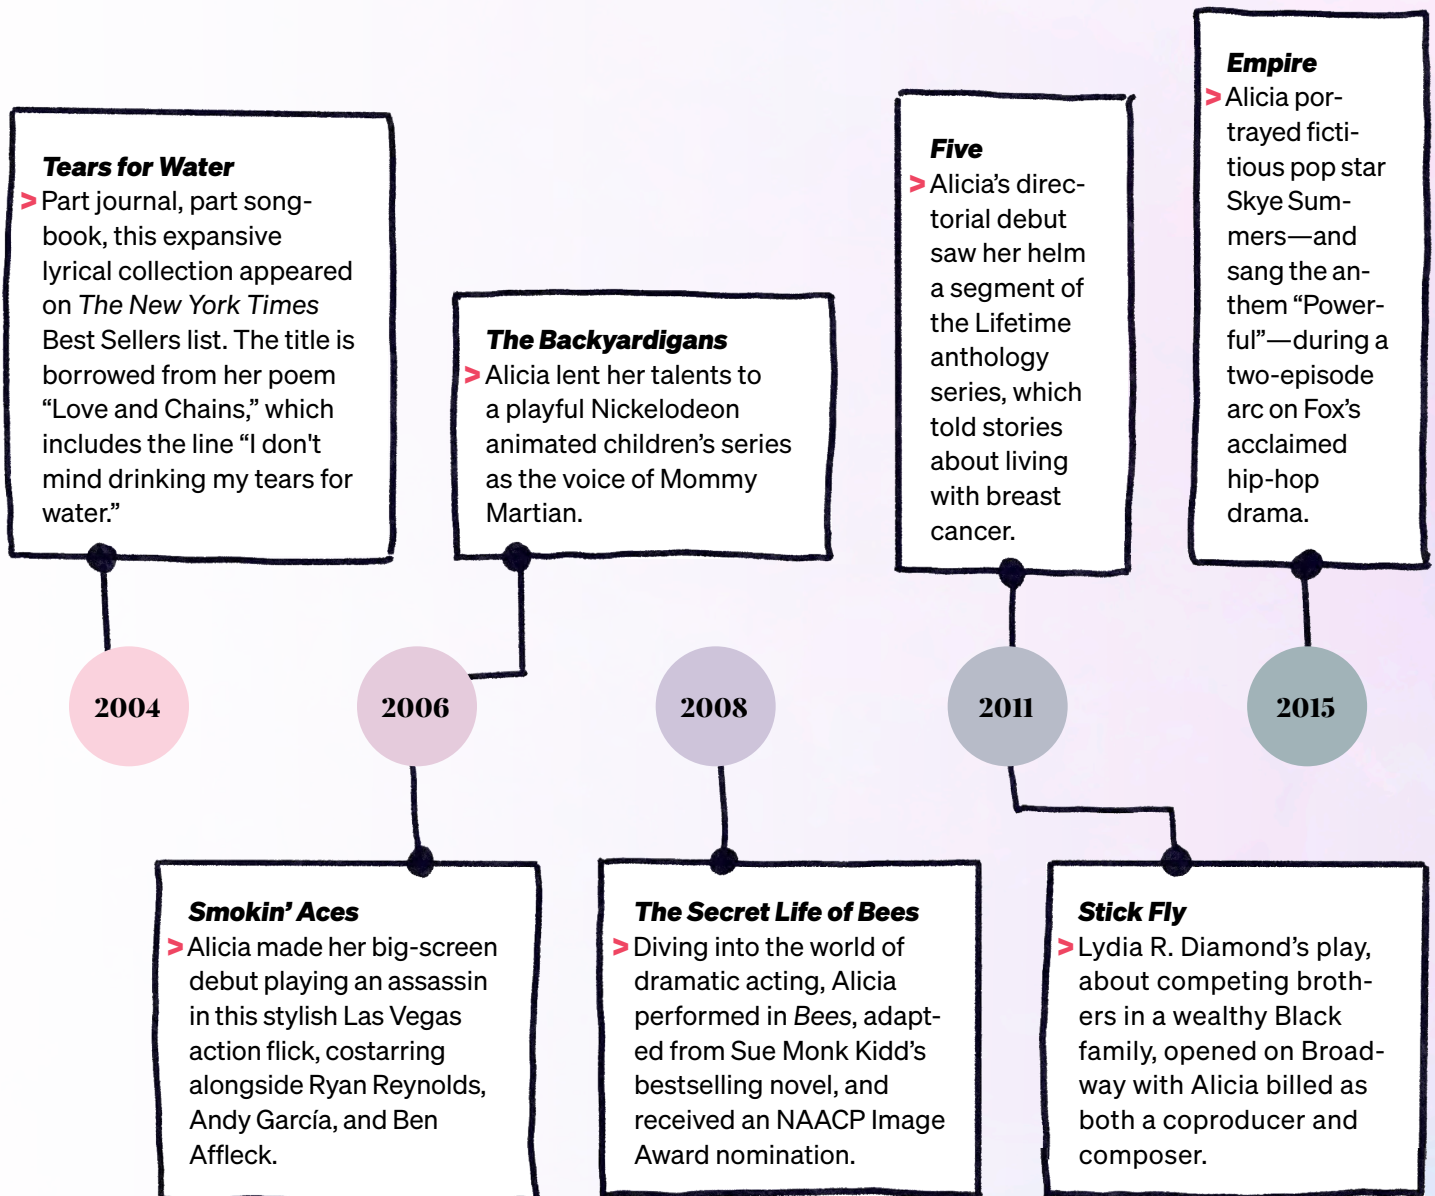 Tears for Water
> Part journal, part song-
book, this expansive
lyrical collection appeared
on The New York Times
Best Sellers list. The title is
borrowed from her poem
“Love and Chains,” which
includes the line “I don't
mind drinking my tears for
water.”
The Backyardigans
> Alicia lent her talents to
a playful Nickelodeon
animated children’s series
as the voice of Mommy
Martian.
Five
> Alicia’s direc-
torial debut
saw her helm
a segment of
the Lifetime
anthology
series, which
told stories
about living
with breast
cancer.
Empire
> Alicia por-
trayed ficti-
tious pop star
Skye Sum-
mers—and
sang the an-
them “Power-
ful”—during a
two-episode
arc on Fox’s
acclaimed
hip-hop
drama.
2004
2006
2008
2011
2015
Smokin’ Aces
> Alicia made her big-screen
debut playing an assassin
in this stylish Las Vegas
action flick, costarring
alongside Ryan Reynolds,
Andy García, and Ben
Affleck.
The Secret Life of Bees
> Diving into the world of
dramatic acting, Alicia
performed in Bees, adapt-
ed from Sue Monk Kidd’s
bestselling novel, and
received an NAACP Image
Award nomination.
Stick Fly
> Lydia R. Diamond’s play,
about competing broth-
ers in a wealthy Black
family, opened on Broad-
way with Alicia billed as
both a coproducer and
composer.